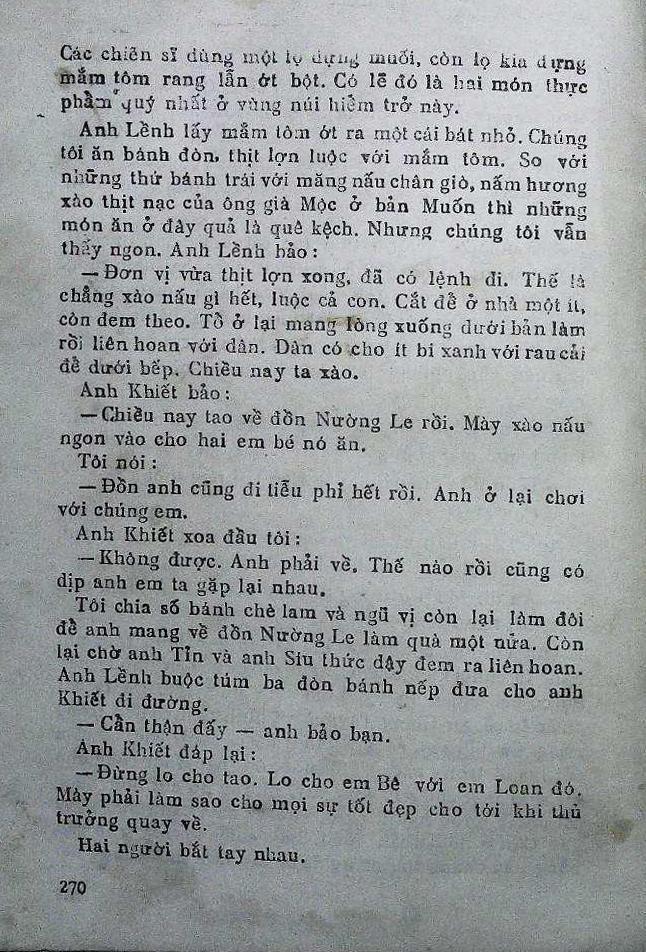 Các chiến sĩ dùng một lọ đựng muối, còn lọ kia đựng
mắm tôm rang lẫn ớt bột. Có lẽ đó là hai món thực
phẩm quý nhất ở vùng núi hiểm trở này.
Anh Lềnh lấy mắm tôm ớt ra một cái bát nhỏ. Chúng
tôi ăn bánh đòn, thịt lợn luộc với mắm tôm. So với
những thứ bánh trái với măng nấu chân giò, nấm hương
xào thịt nạc của ông già Mộc ở bản Muốn thì những
món ăn ở đây quả là quê kệch. Nhưng chúng tôi vẫn
thấy ngon. Anh Lềnh bảo :
— Đơn vị vừa thịt lợn xong, đã có lệnh đi. Thế là
chẳng xào nấu gì hết, luộc cả con. Cắt để ở nhà một ít,
còn đem theo. Tổ ở lại mang lòng xuống dưới bản làm
rồi liên hoan với dân. Dân có cho ít bí xanh với rau cải
để dưới bếp. Chiều nay ta xào.
Anh Khiết bảo :
— Chiều nay tao về đồn Nường Le rồi. Mày xào nấu
ngon vào cho hai em bé nó ăn.
Tôi nói :
— Đồn anh cũng đi tiễu phỉ hết rồi. Anh ở lại chơi
với chúng em.
Anh Khiết xoa đầu tôi :
— Không được. Anh phải về. Thế nào rồi cũng có
dịp anh em ta gặp lại nhau.
Tôi chia số bánh chè lam và ngũ vị còn lại làm đôi
để anh mang về đồn Nường Le làm quà một nửa. Còn
lại chờ anh Tỉn và anh Siu thức dậy đem ra liên hoan.
Anh Lềnh buộc túm ba đòn bánh nếp đưa cho anh
Khiết đi đường.
— Cẩn thận đấy — anh bảo bạn.
Anh Khiết đáp lại :
— Đừng lo cho tao. Lo cho em Bê với em Loan đó.
Mày phải làm sao cho mọi sự tốt đẹp cho tới khi thủ
trưởng quay về.
Hai người bắt tay nhau.
270